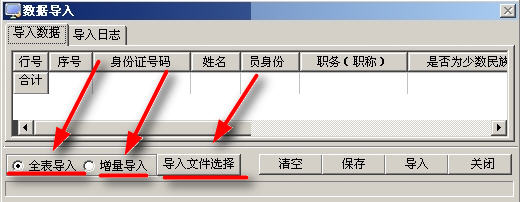 数据导入
导入数据 导入日志
行号 序号 身份证号码 姓名 员身份 职务（职称） 是否为少数民族
合计
全表导入 增量导入 导入文件选择 清空 保存 导入 关闭